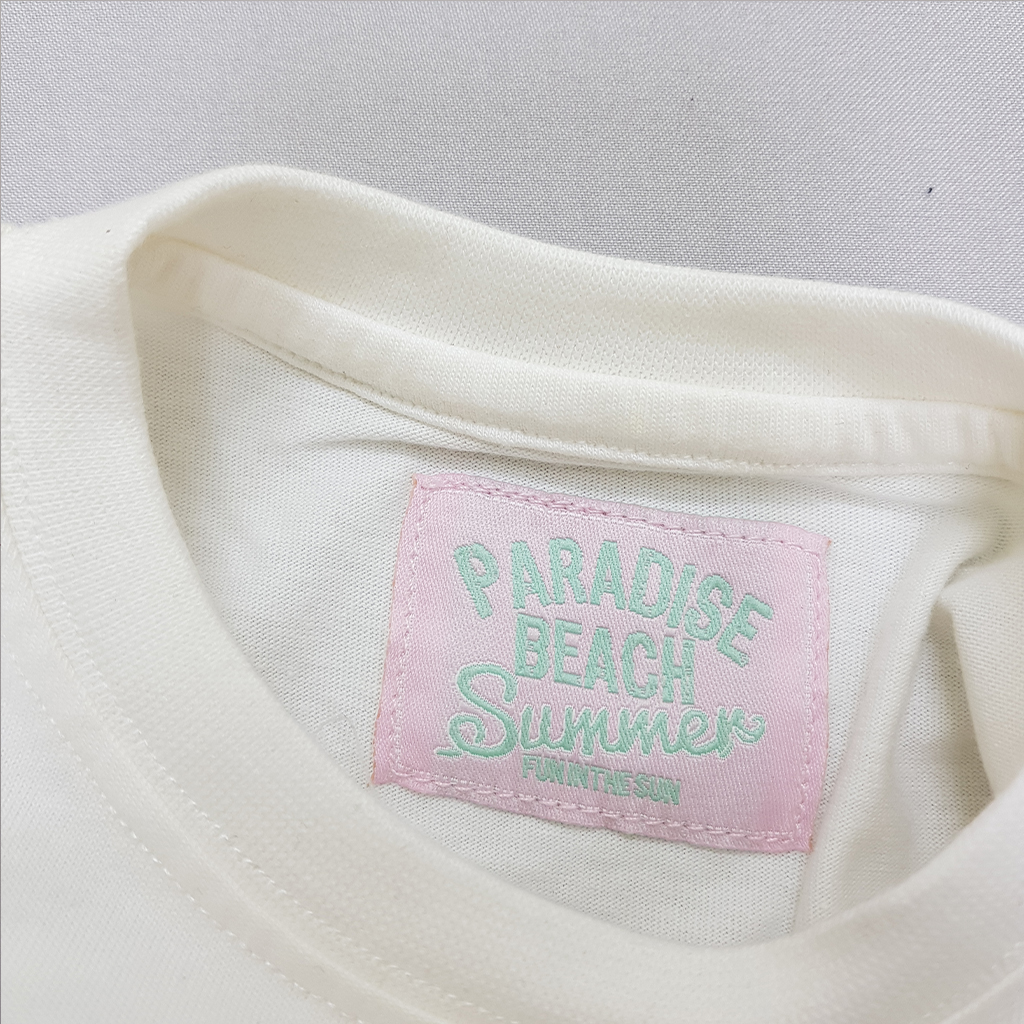 PARADISE
BEACH
Summer
FUN IN THE SUN